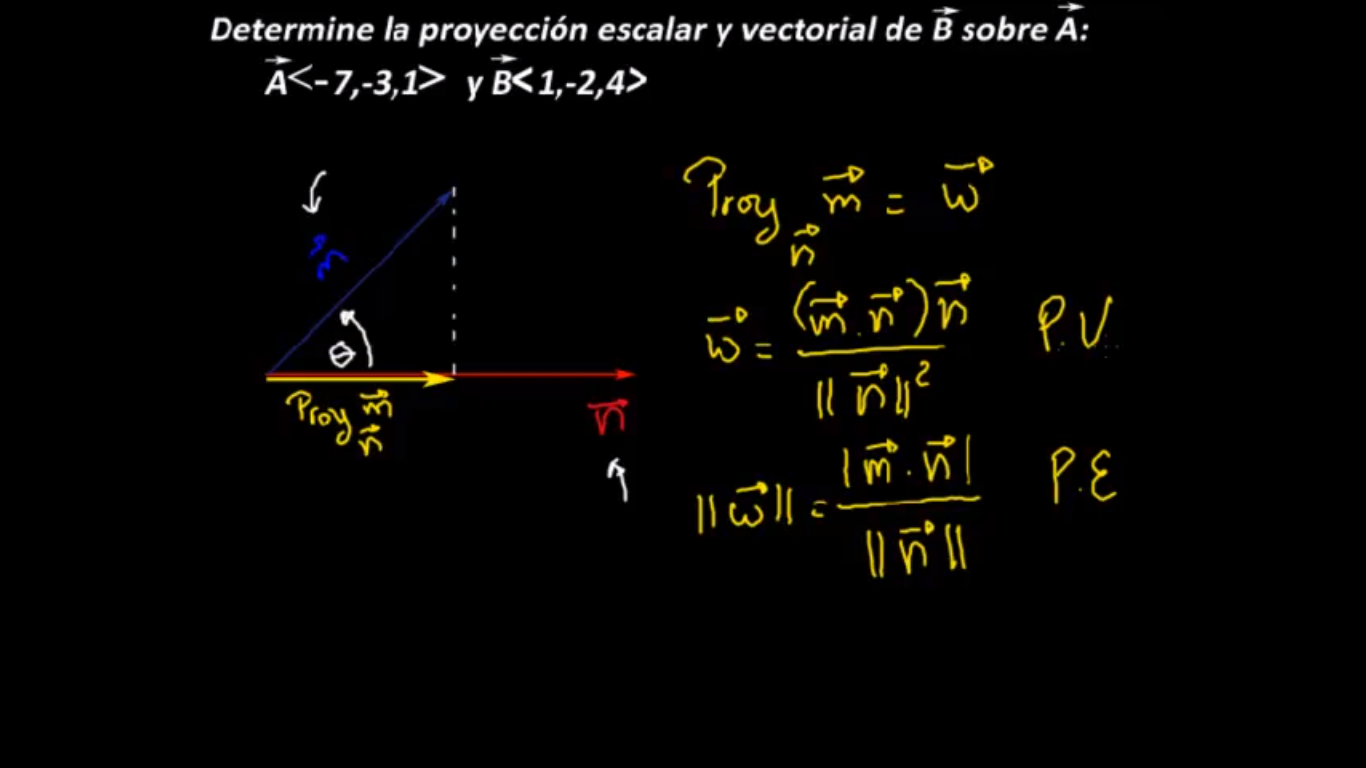 Determine la proyección escalar y vectorial de B⃗ sobre A⃗:
A⃗<-7,-3,1> y B⃗<1,-2,4>
Proy m⃗ = w⃗
n⃗
w⃗ = (m⃗ . n⃗) n⃗ P.V.
|| n⃗ ||²
||w⃗|| = |m⃗ . n⃗| P.E
|| n⃗ ||
m⃗
θ
Proy m⃗
n⃗
n⃗